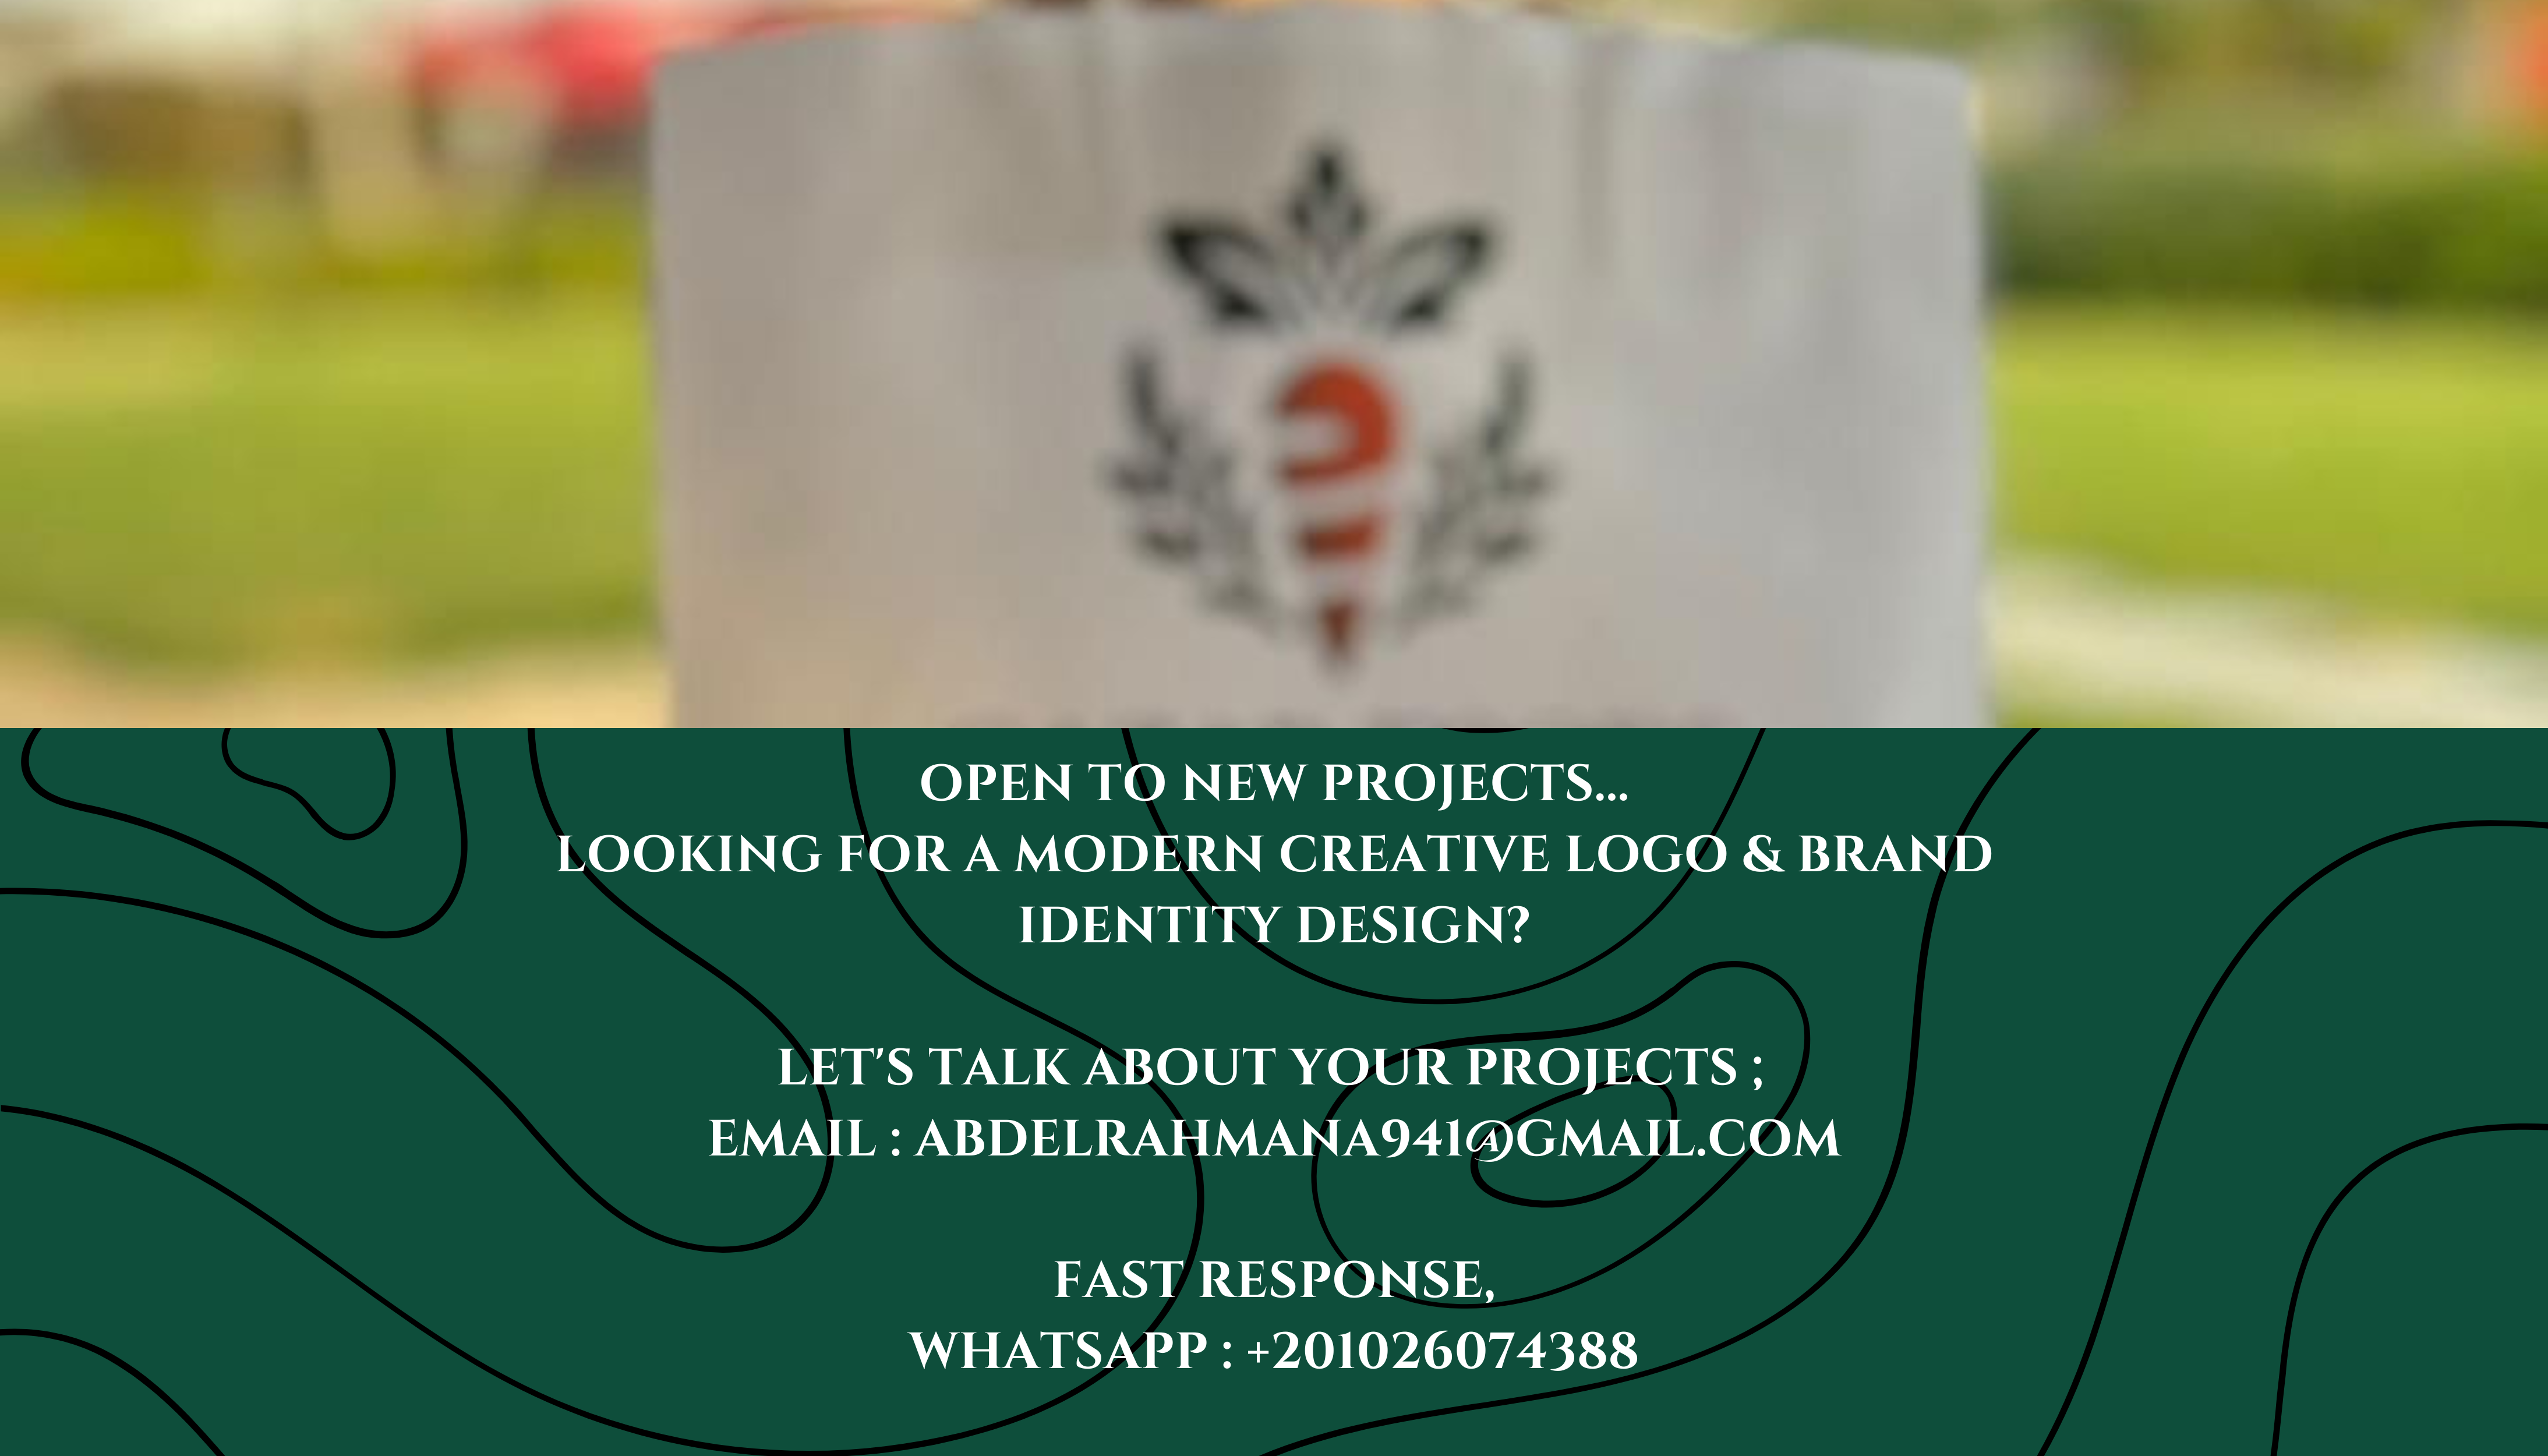 OPEN TO NEW PROJECTS...
LOOKING FOR A MODERN CREATIVE LOGO & BRAND
IDENTITY DESIGN?
LET'S TALK ABOUT YOUR PROJECTS ;
EMAIL : ABDELRAHMANA941@GMAIL.COM
FAST RESPONSE,
WHATSAPP : +201026074388